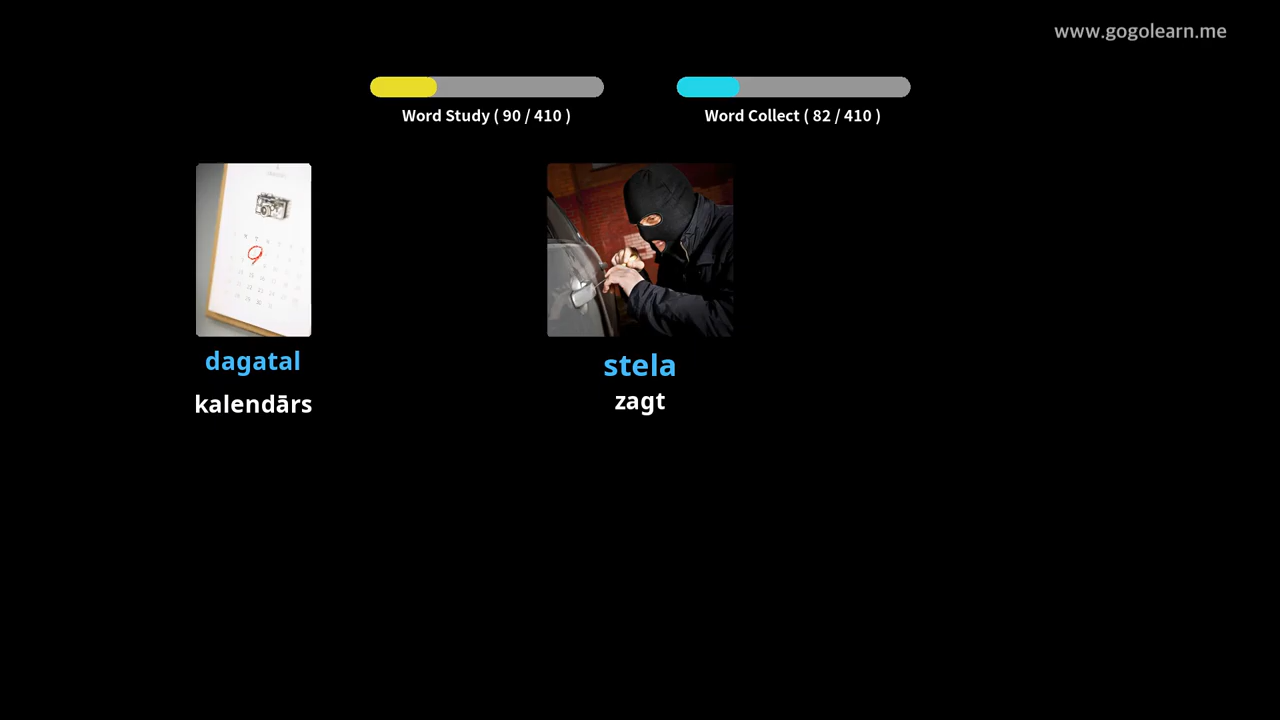 www.gogolearn.me
Word Study ( 90 / 410 )
Word Collect ( 82 / 410 )
dagatal
kalendārs
stela
zagt